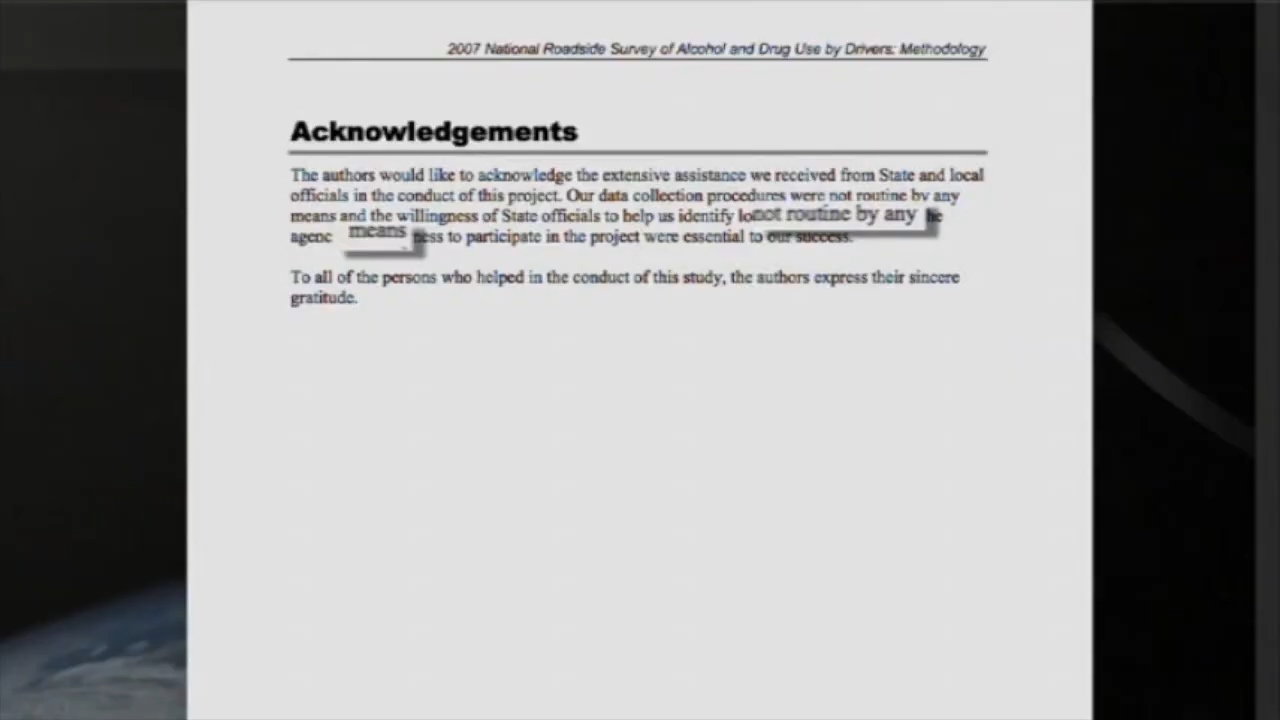 2007 National Roadside Survey of Alcohol and Drug Use by Drivers: Methodology
Acknowledgements
The authors would like to acknowledge the extensive assistance we received from State and local
officials in the conduct of this project. Our data collection procedures were not routine by any
means and the willingness of State officials to help us identify
not routine by any
means
to participate in the project were essential to our success.
To all of the persons who helped in the conduct of this study, the authors express their sincere
gratitude.